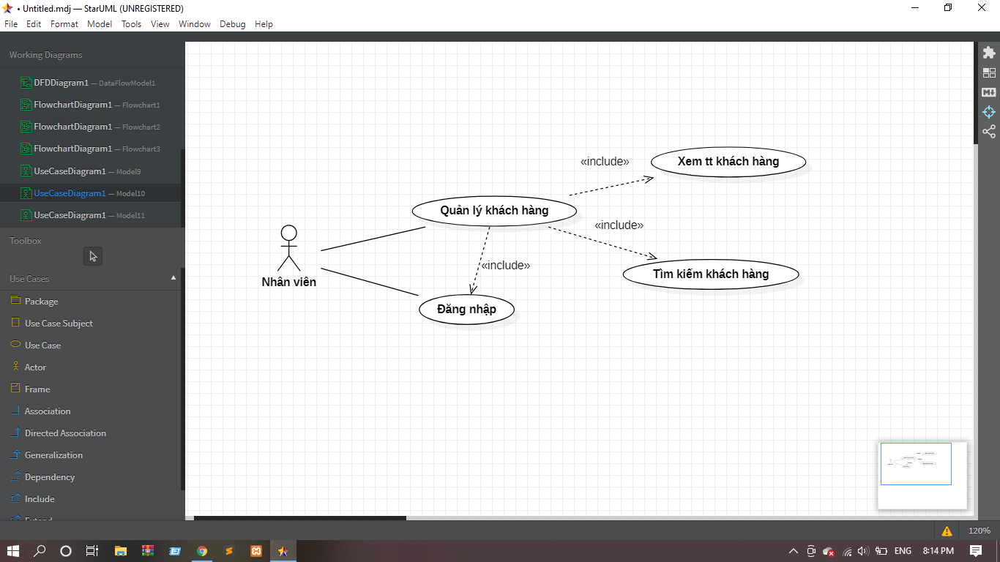 • Untitled.mdj — StarUML (UNREGISTERED)
File Edit Format Model Tools View Window Debug Help
Working Diagrams
DFDDiagram1 — DataFlowModel1
FlowchartDiagram1 — Flowchart1
FlowchartDiagram1 — Flowchart2
FlowchartDiagram1 — Flowchart3
UseCaseDiagram1 — Model9
UseCaseDiagram1 — Model10
UseCaseDiagram1 — Model11
Toolbox
Use Cases
Package
Use Case Subject
Use Case
Actor
Frame
Association
Directed Association
Generalization
Dependency
Include
Extend
«include»
Xem tt khách hàng
Quản lý khách hàng
«include»
«include»
Tìm kiếm khách hàng
Nhân viên
Đăng nhập
M
120%
ENG
8:14 PM